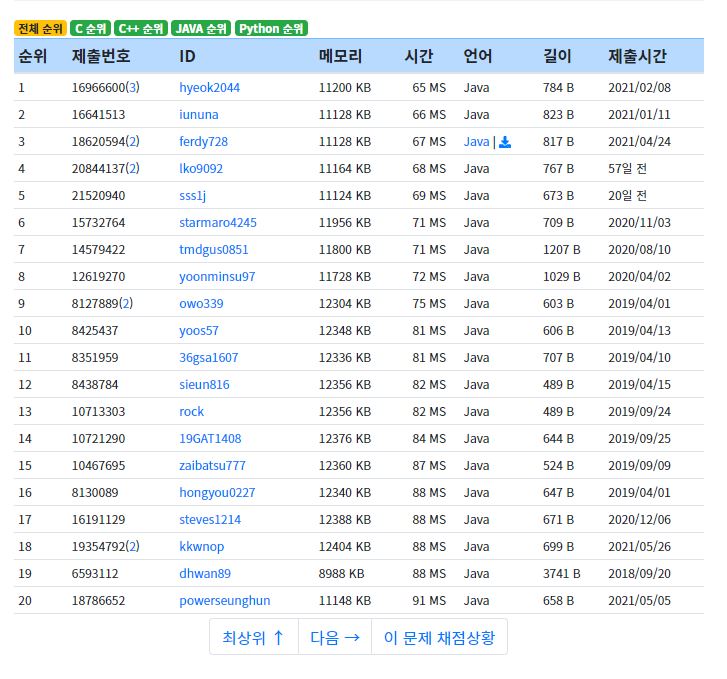 전체 순위 C 순위 C++ 순위 JAVA 순위 Python 순위
순위 제출번호 ID 메모리 시간 언어 길이 제출시간
1 16966600(3) hyeok2044 11200 KB 65 MS Java 784 B 2021/02/08
2 16641513 iununa 11128 KB 66 MS Java 823 B 2021/01/11
3 18620594(2) ferdy728 11128 KB 67 MS Java | 817 B 2021/04/24
4 20844137(2) lko9092 11164 KB 68 MS Java 767 B 57일 전
5 21520940 sss1j 11124 KB 69 MS Java 673 B 20일 전
6 15732764 starmaro4245 11956 KB 71 MS Java 709 B 2020/11/03
7 14579422 tmdgus0851 11800 KB 71 MS Java 1207 B 2020/08/10
8 12619270 yoonminsu97 11728 KB 72 MS Java 1029 B 2020/04/02
9 8127889(2) owo339 12304 KB 75 MS Java 603 B 2019/04/01
10 8425437 yoos57 12348 KB 81 MS Java 606 B 2019/04/13
11 8351959 36gsa1607 12336 KB 81 MS Java 707 B 2019/04/10
12 8438784 sieun816 12356 KB 82 MS Java 489 B 2019/04/15
13 10713303 rock 12356 KB 82 MS Java 489 B 2019/09/24
14 10721290 19GAT1408 12376 KB 84 MS Java 644 B 2019/09/25
15 10467695 zaibatsu777 12360 KB 87 MS Java 524 B 2019/09/09
16 8130089 hongyou0227 12340 KB 88 MS Java 647 B 2019/04/01
17 16191129 steves1214 12388 KB 88 MS Java 671 B 2020/12/06
18 19354792(2) kkwnop 12404 KB 88 MS Java 699 B 2021/05/26
19 6593112 dhwan89 8988 KB 88 MS Java 3741 B 2018/09/20
20 18786652 powerseunghun 11148 KB 91 MS Java 658 B 2021/05/05
최상위 ↑ 다음 → 이 문제 채점상황